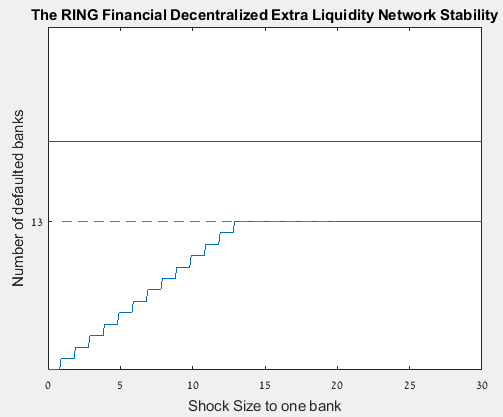 The RING Financial Decentralized Extra Liquidity Network Stability
Number of defaulted banks
13
0 5 10 15 20 25 30
Shock Size to one bank